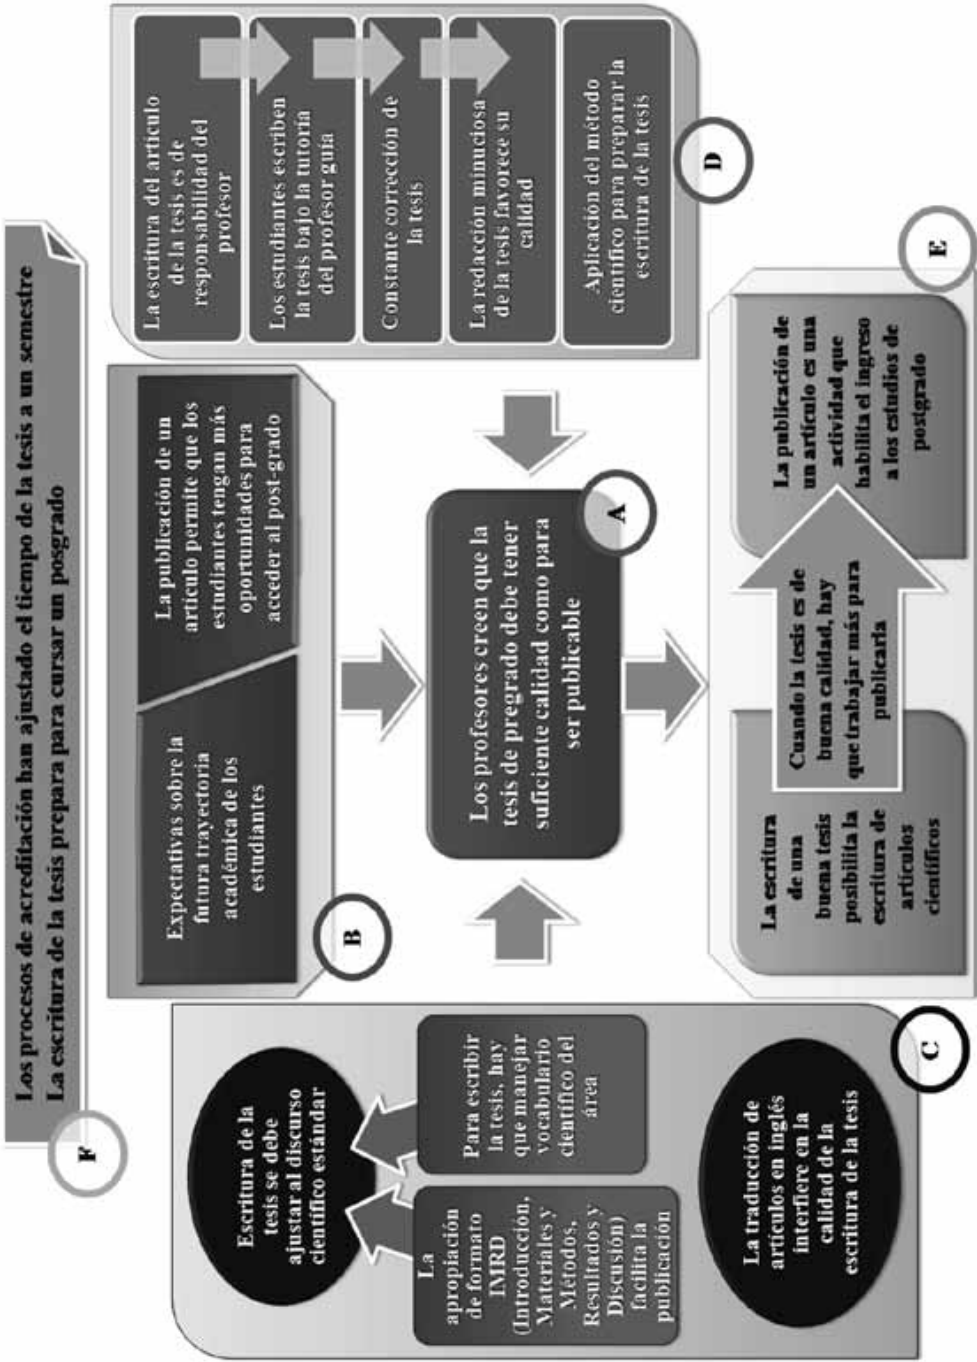 Los procesos de acreditación han ajustado el tiempo de la tesis a un semestre
La escritura de la tesis prepara para cursar un posgrado
F
Expectativas sobre la
futura trayectoria
académica de los
estudiantes
La publicación de un
artículo permite que los
estudiantes tengan más
oportunidades para
acceder al post-grado
B
Escritura de la
tesis se debe
ajustar al discurso
científico estándar
La
apropiación
de formato
IMRD
(Introducción,
Materiales y
Métodos,
Resultados y
Discusión)
facilita la
publicación
Para escribir
la tesis, hay
que manejar
vocabulario
científico del
área
La traducción de
artículos en inglés
interfiere en la
calidad de la
escritura de la tesis
C
Los profesores creen que la
tesis de pregrado debe tener
suficiente calidad como para
ser publicable
A
La escritura del artículo
de la tesis es de
responsabilidad del
profesor
Los estudiantes escriben
la tesis bajo la tutoría
del profesor guía
Constante corrección de
la tesis
La redacción minuciosa
de la tesis favorece su
calidad
Aplicación del método
científico para preparar la
escritura de la tesis
D
La escritura
de una
buena tesis
posibilita la
escritura de
artículos
científicos
Cuando la tesis es de
buena calidad, hay
que trabajar más para
publicarla
La publicación de
un artículo es una
actividad que
habilita el ingreso
a los estudios de
postgrado
E